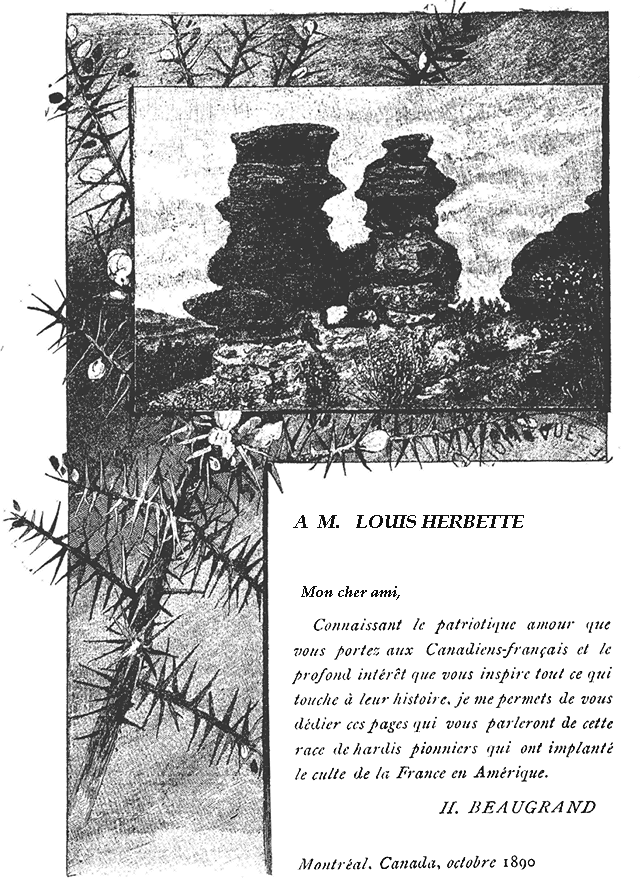 A M. LOUIS HERBETTE
Mon cher ami,
Connaissant le patriotique amour que
vous portez aux Canadiens-français et le
profond intérêt que vous inspire tout ce qui
touche à leur histoire, je me permets de vous
dédier ces pages qui vous parleront de cette
race de hardis pionniers qui ont implanté
le culte de la France en Amérique.
H. BEAUGRAND
Montréal, Canada, octobre 1890